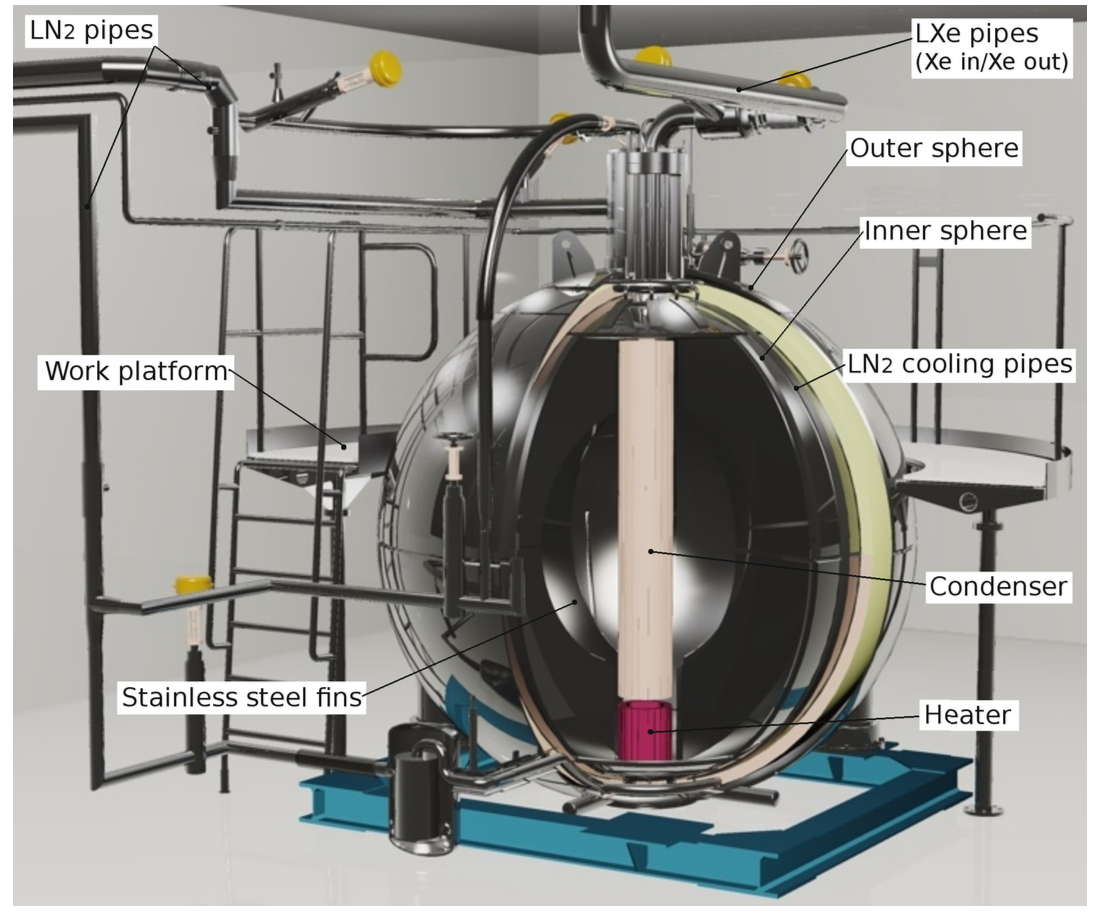 LN2 pipes
LXe pipes
(Xe in/Xe out)
Outer sphere
Inner sphere
LN2 cooling pipes
Work platform
Condenser
Stainless steel fins
Heater